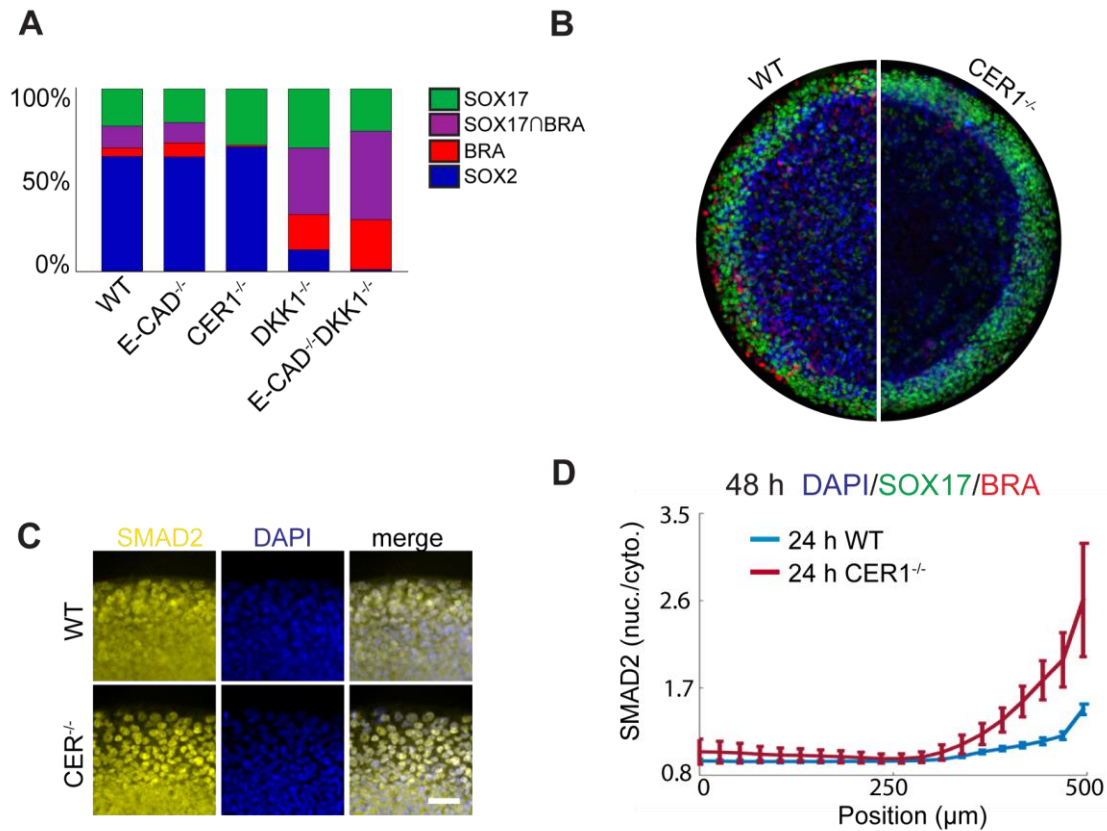 A
100%
50%
0%
SOX17
SOX17∩BRA
BRA
SOX2
WT
E-CAD-/-
CER1-/-
DKK1-/-
E-CAD-/-DKK1-/-
B
WT
CER1-/-
48 h DAPI/SOX17/BRA
C
SMAD2 DAPI merge
WT
CER-/-
D
3.5
2.6
1.7
0.8
SMAD2 (nuc./cyto.)
24 h WT
24 h CER1-/-
0 250 500
Position (µm)